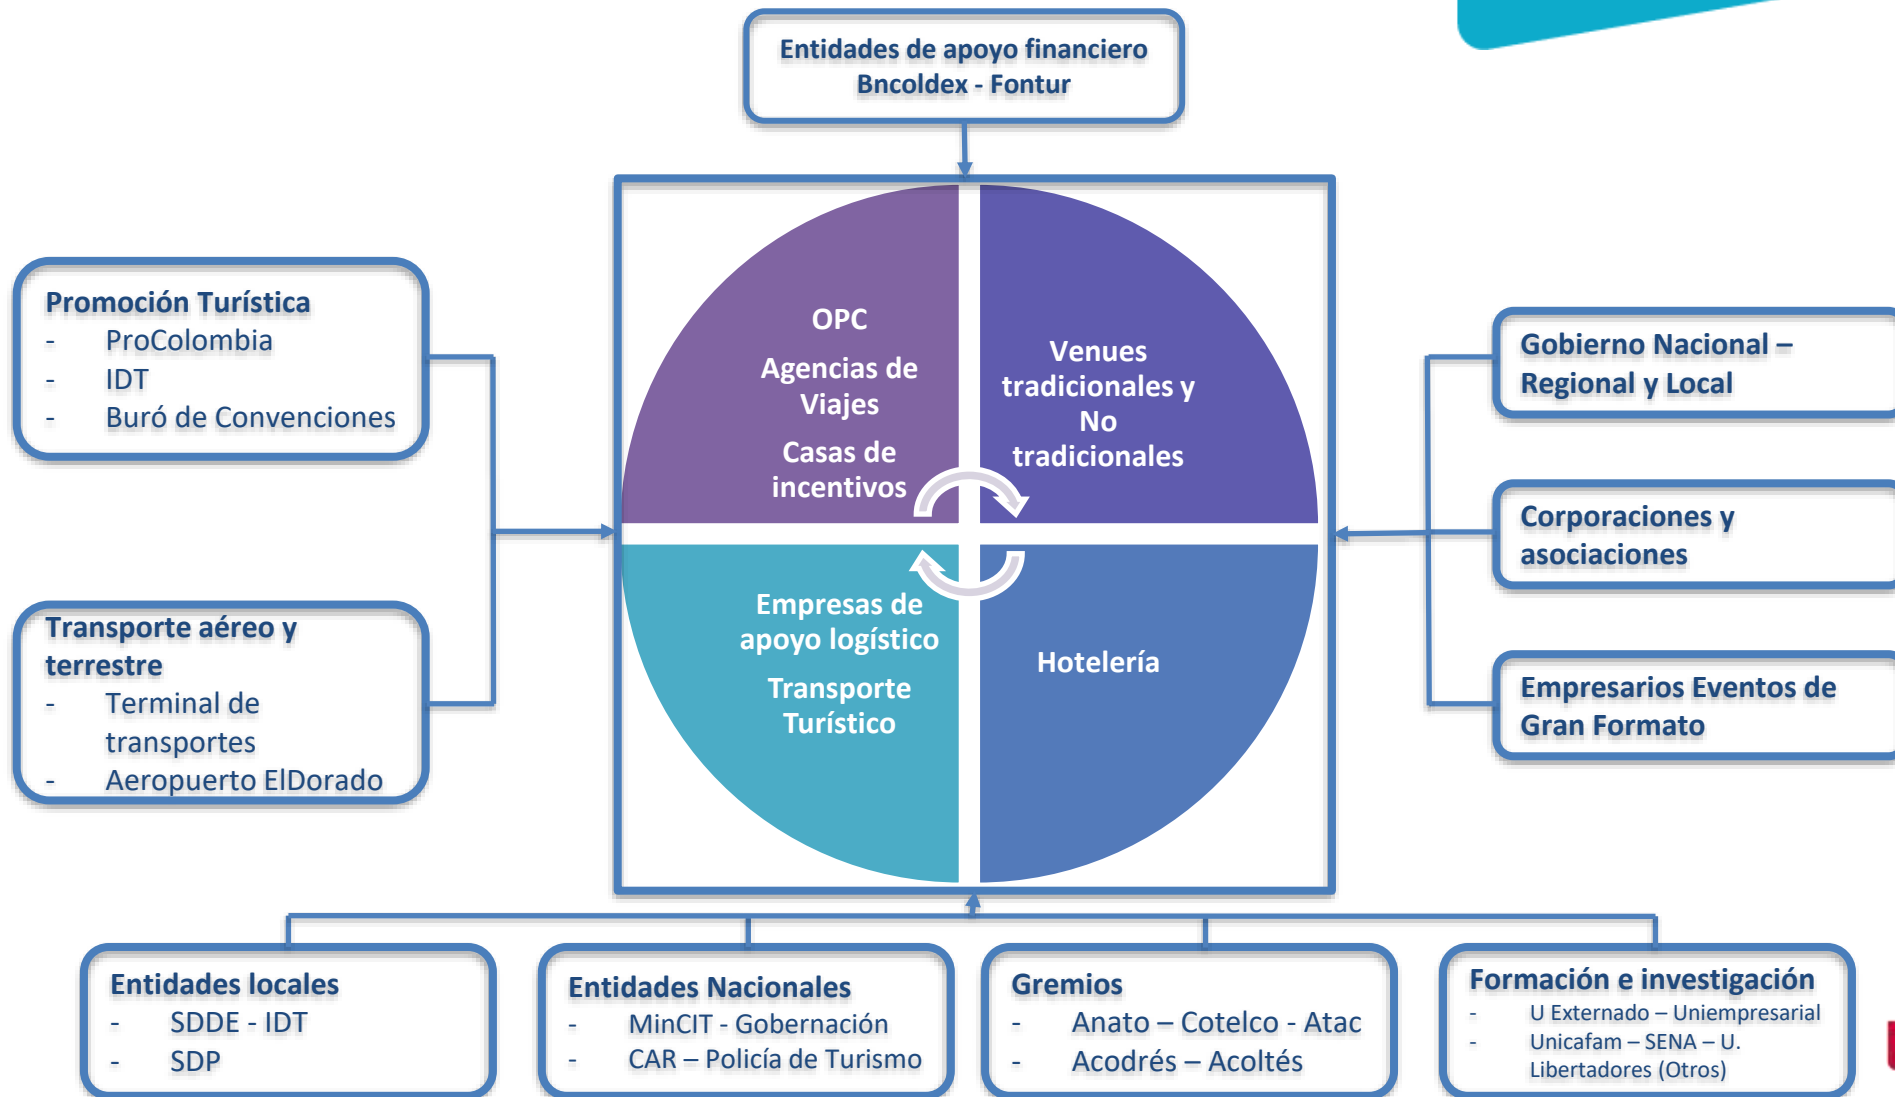 Entidades de apoyo financiero
Bncoldex - Fontur
Promoción Turística
- ProColombia
- IDT
- Buró de Convenciones
Transporte aéreo y
terrestre
- Terminal de
transportes
- Aeropuerto ElDorado
OPC
Agencias de
Viajes
Casas de
incentivos
Venues
tradicionales y
No
tradicionales
Empresas de
apoyo logístico
Transporte
Turístico
Hotelería
Gobierno Nacional –
Regional y Local
Corporaciones y
asociaciones
Empresarios Eventos de
Gran Formato
Entidades locales
- SDDE - IDT
- SDP
Entidades Nacionales
- MinCIT - Gobernación
- CAR – Policía de Turismo
Gremios
- Anato – Cotelco - Atac
- Acodrés – Acoltés
Formación e investigación
- U Externado – Uniempresarial
- Unicafam – SENA – U.
Libertadores (Otros)